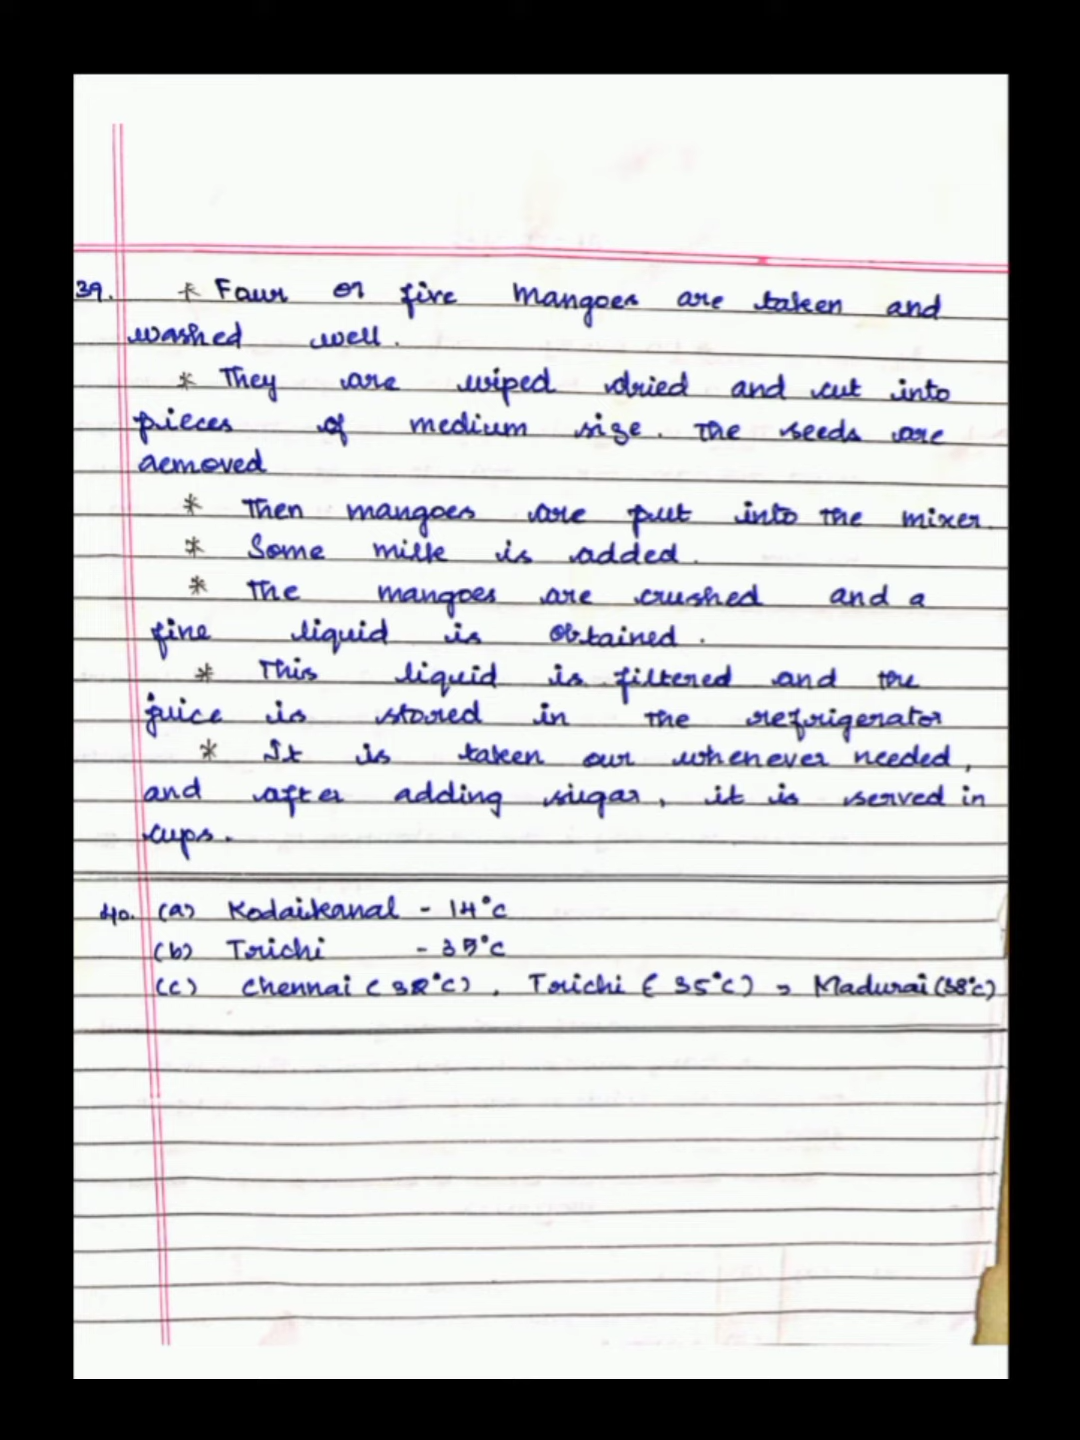 39. * Four or five mangoes are taken and
washed well.
* They are wiped dried and cut into
pieces of medium size. The seeds are
removed
* Then mangoes are put into the mixer.
* Some milk is added.
* The mangoes are crushed and a
fine liquid is obtained.
* This liquid is filtered and the
juice is stored in the refrigerator
* It is taken our whenever needed,
and after adding sugar, it is served in
cups.
40. (a) Kodaikanal - 14°C
(b) Trichi - 35°C
(c) Chennai (38°C), Trichi (35°C), Madurai (38°C)